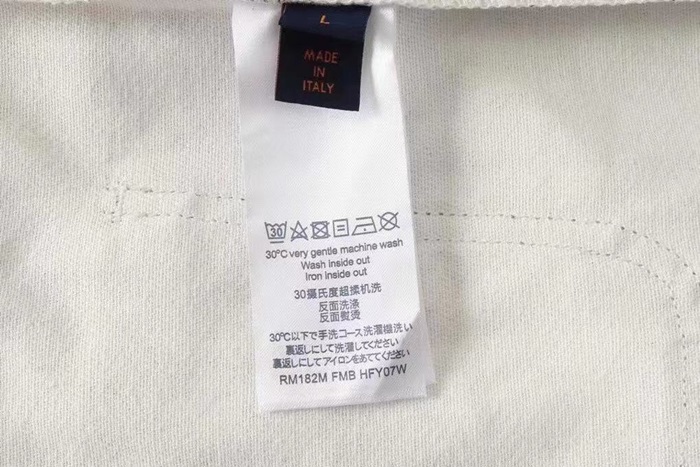 L
MADE
IN
ITALY
30
30°C very gentle machine wash
Wash inside out
Iron inside out
30攝氏度超揉机洗
反面洗涤
反面熨烫
30°C以下で手洗コース洗濯機洗い
裏返しにして洗濯してください
裏返しにしてアイロンをあててください
RM182M FMB HFY07W